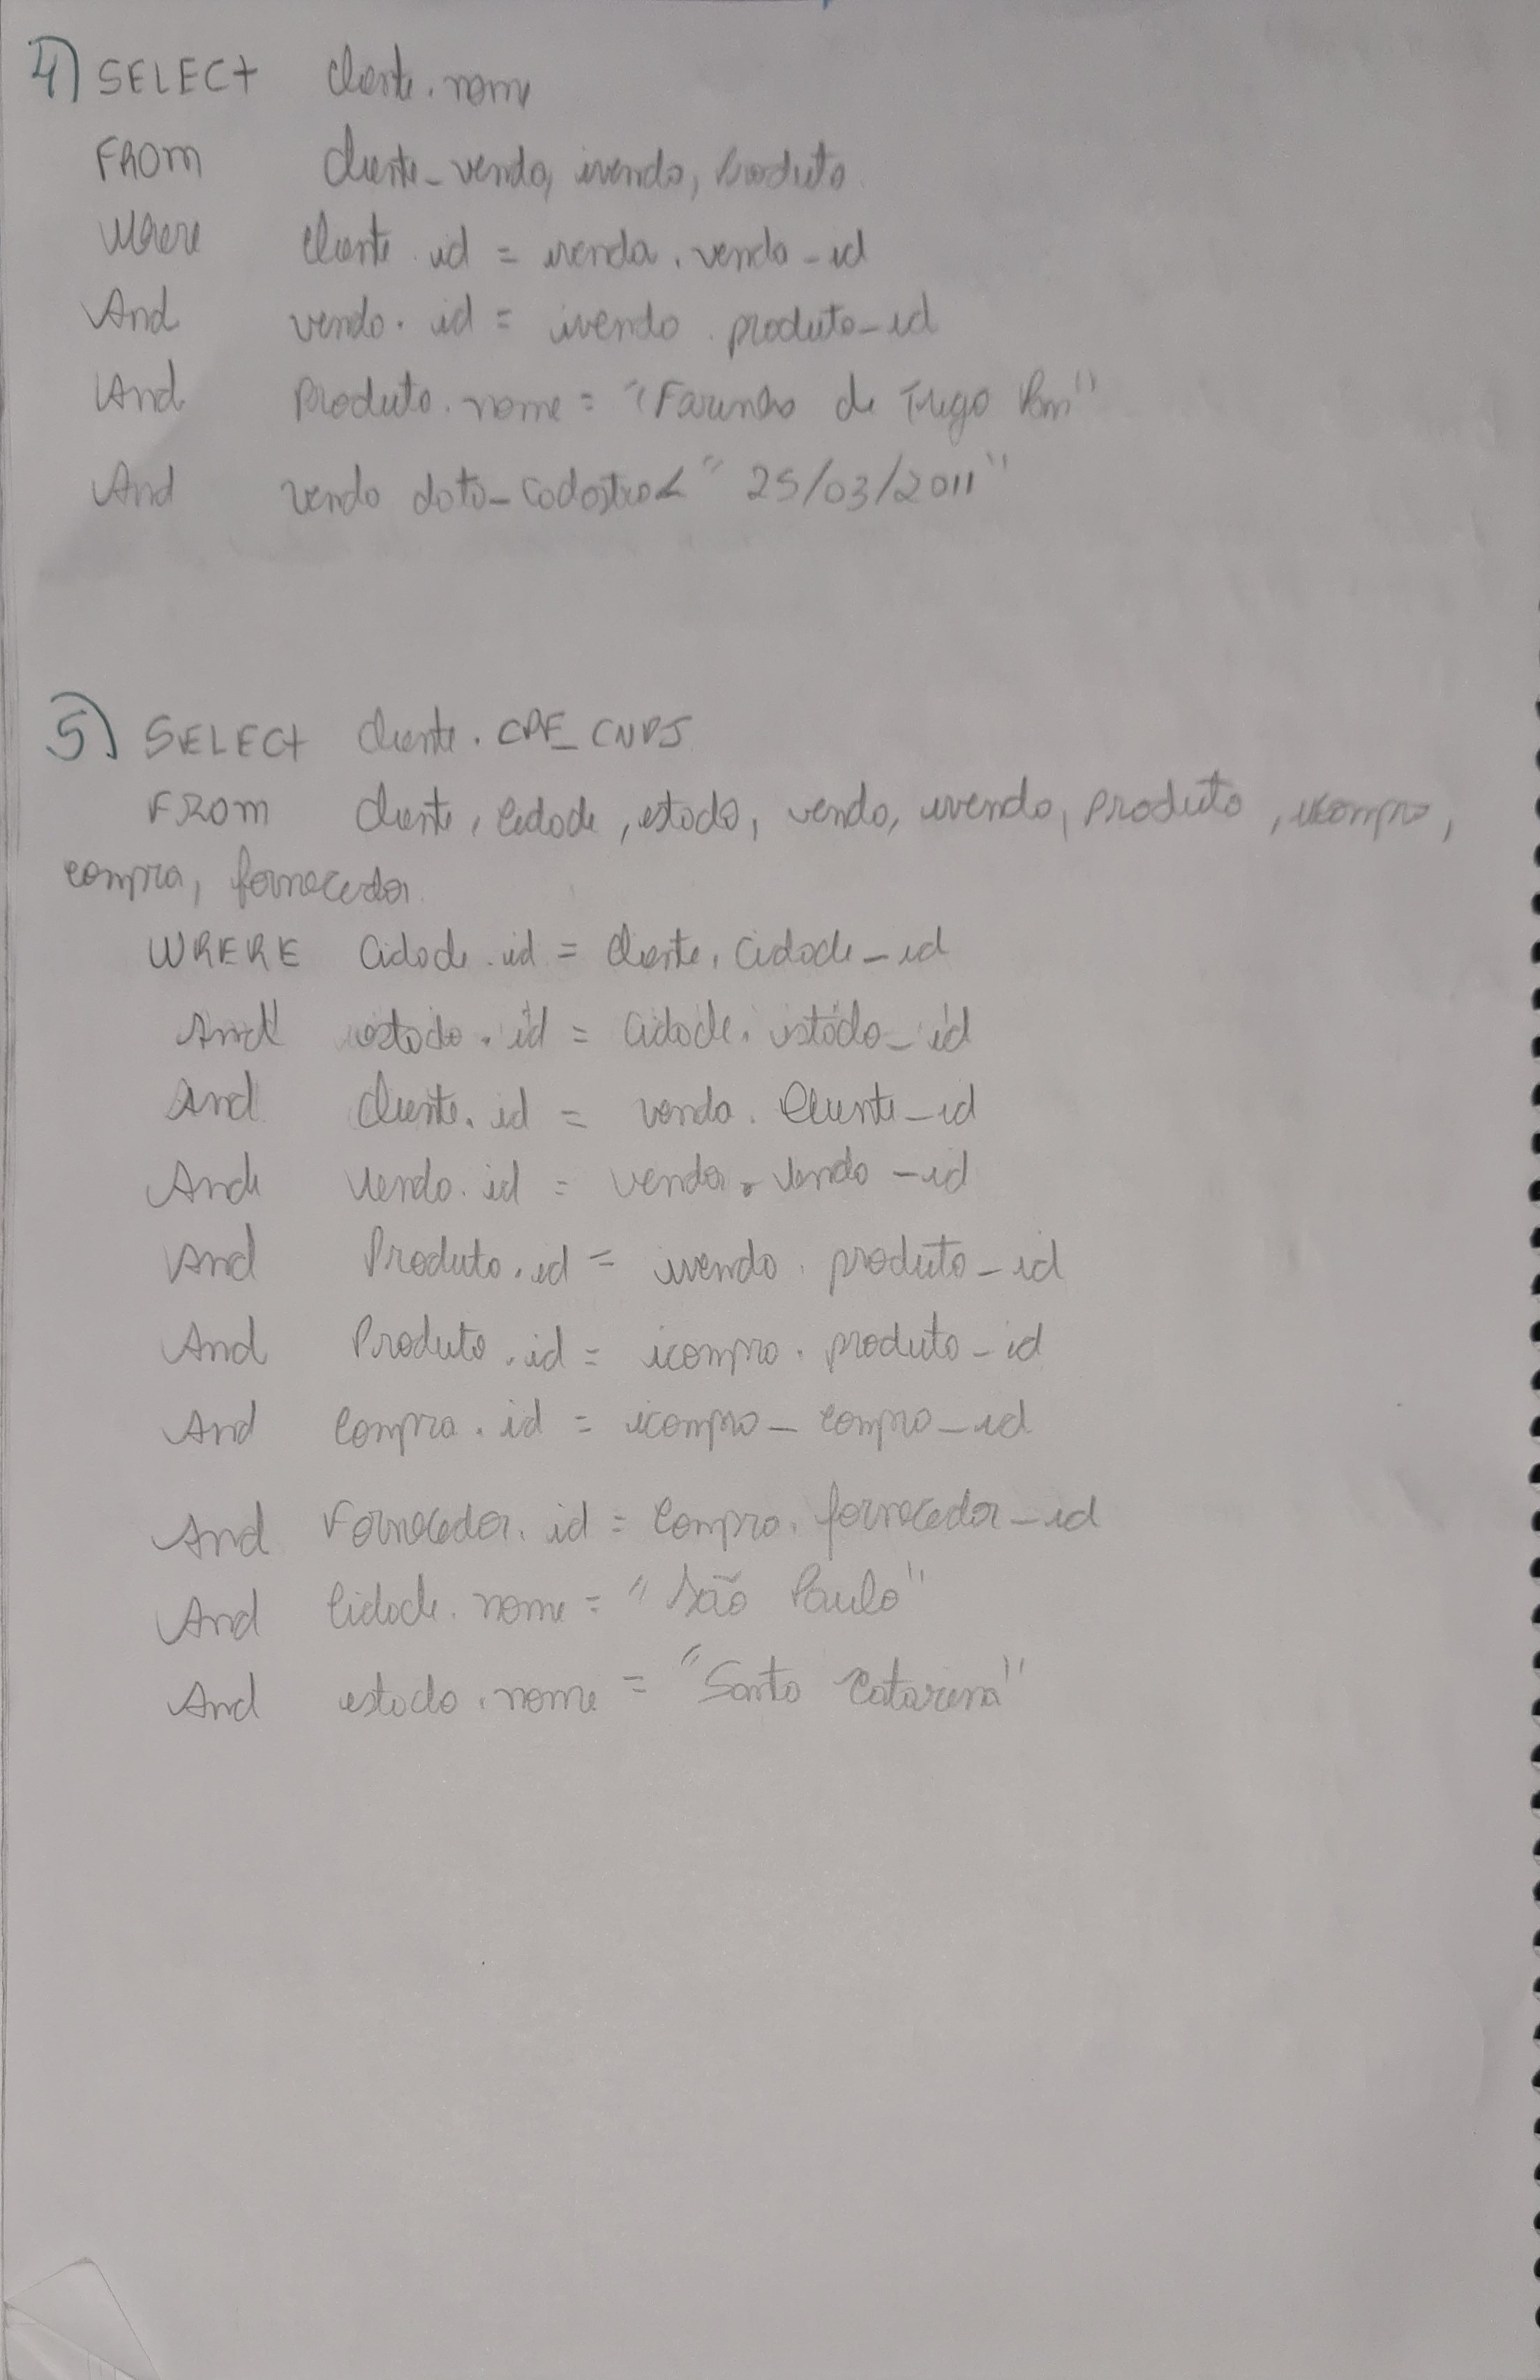 4) SELECT cliente.nome
FROM cliente_venda, ivenda, Produto
Where Cliente.id = ivenda.venda_id
And venda.id = ivenda.produto_id
And Produto.nome = "Farinha de Trigo"
And venda data_cadastro < "25/03/2011"
5) SELECT cliente.CPF_CNPJ
FROM cliente, cidade, estado, venda, ivenda, produto, icompra,
compra, fornecedor
WHERE Cidade.id = cliente.cidade_id
And estado.id = cidade.estado_id
And cliente.id = venda.Cliente_id
And venda.id = venda.venda_id
And Produto.id = ivenda.produto_id
And Produto.id = icompra.produto_id
And Compra.id = icompra_compra_id
And Fornecedor.id = Compra.fornecedor_id
And Cidade.nome = "São Paulo"
And estado.nome = "Santa Catarina"